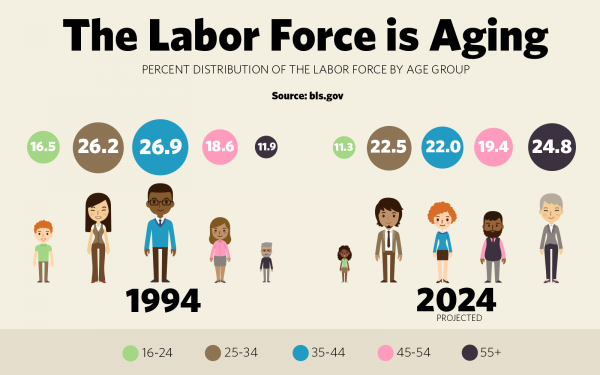 The Labor Force is Aging
PERCENT DISTRIBUTION OF THE LABOR FORCE BY AGE GROUP
Source: bls.gov
16.5 26.2 26.9 18.6 11.9
11.3 22.5 22.0 19.4 24.8
1994
2024
PROJECTED
16-24 25-34 35-44 45-54 55+